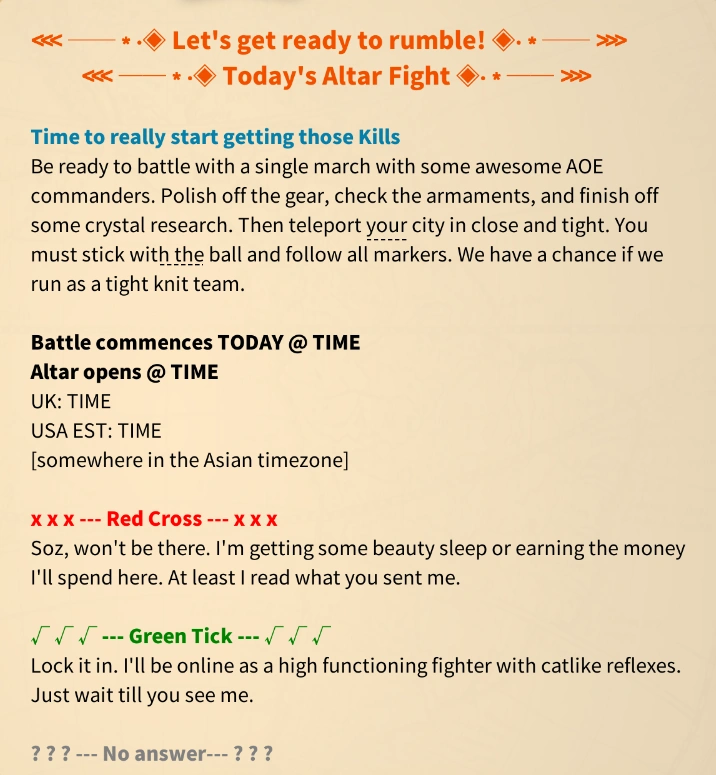 ⋘ ─── * ·◈ Let's get ready to rumble! ◈· * ─── ⋙
⋘ ─── * ·◈ Today's Altar Fight ◈· * ─── ⋙
Time to really start getting those Kills
Be ready to battle with a single march with some awesome AOE
commanders. Polish off the gear, check the armaments, and finish off
some crystal research. Then teleport your city in close and tight. You
must stick with the ball and follow all markers. We have a chance if we
run as a tight knit team.
Battle commences TODAY @ TIME
Altar opens @ TIME
UK: TIME
USA EST: TIME
[somewhere in the Asian timezone]
x x x --- Red Cross --- x x x
Soz, won't be there. I'm getting some beauty sleep or earning the money
I'll spend here. At least I read what you sent me.
√ √ √ --- Green Tick --- √ √ √
Lock it in. I'll be online as a high functioning fighter with catlike reflexes.
Just wait till you see me.
? ? ? --- No answer--- ? ? ?